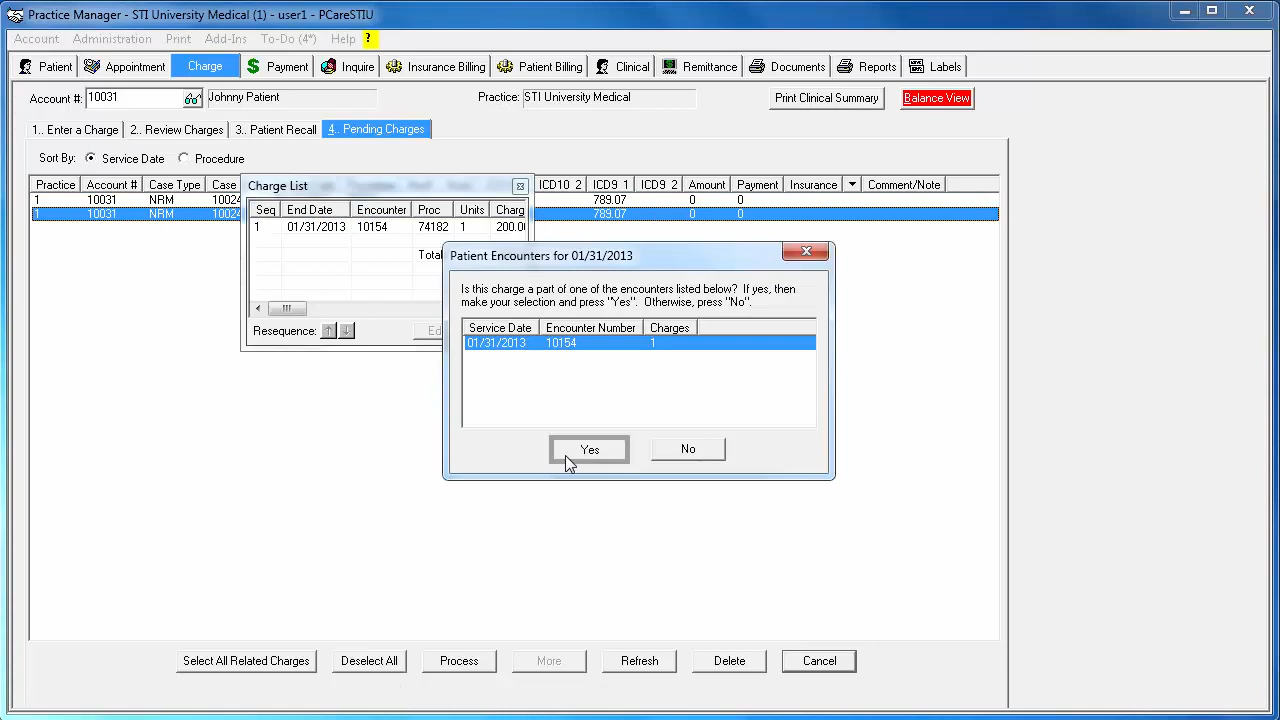 Practice Manager - STI University Medical (1) - user1 - PCareSTIU
Account Administration Print Add-Ins To-Do (4*) Help ?
Patient Appointment Charge Payment Inquire Insurance Billing Patient Billing Clinical Remittance Documents Reports Labels
Account #: 10031 Johnny Patient Practice: STI University Medical Print Clinical Summary Balance View
1.. Enter a Charge 2.. Review Charges 3.. Patient Recall 4.. Pending Charges
Sort By: Service Date Procedure
Practice Account # Case Type Case ICD10_2 ICD9_1 ICD9_2 Amount Payment Insurance Comment/Note
1 10031 NRM 10024 789.07 0 0
1 10031 NRM 10024 789.07 0 0
Charge List
Seq End Date Encounter Proc Units Charg
1 01/31/2013 10154 74182 1 200.0
Tota
Resequence: Ed
Patient Encounters for 01/31/2013
Is this charge a part of one of the encounters listed below? If yes, then
make your selection and press "Yes". Otherwise, press "No".
Service Date Encounter Number Charges
01/31/2013 10154 1
Yes No
Select All Related Charges Deselect All Process More Refresh Delete Cancel